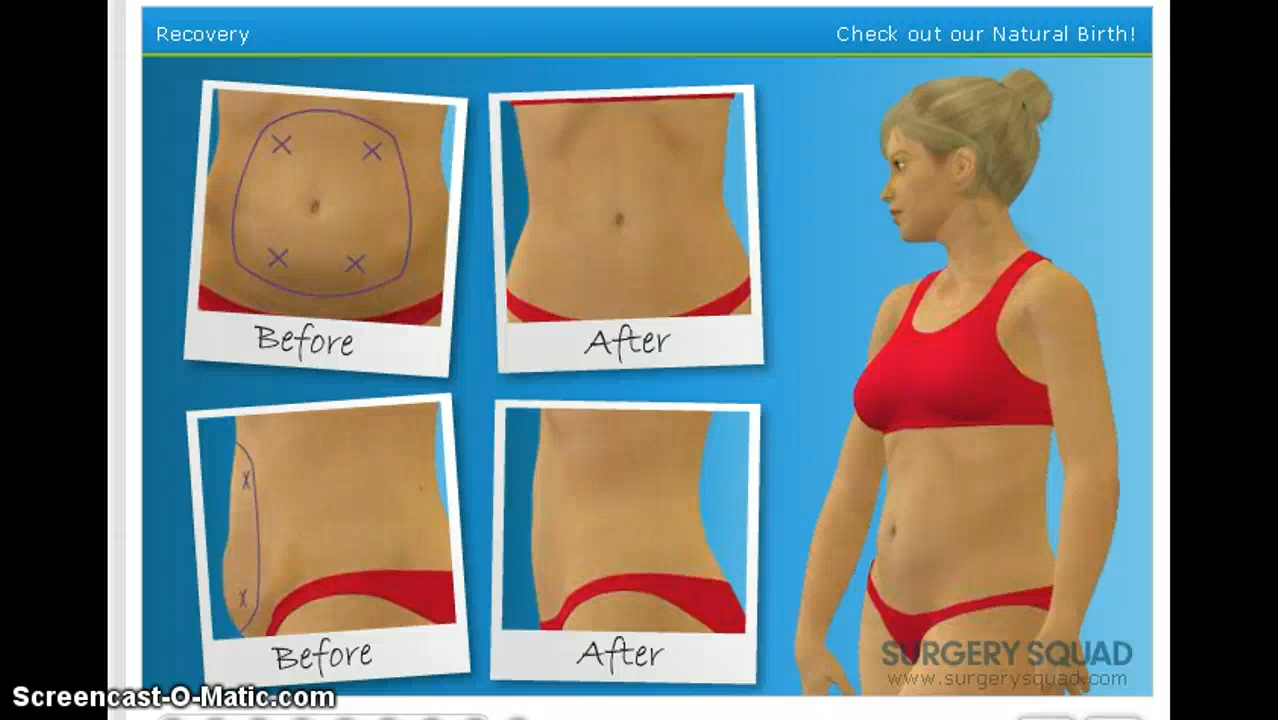 Recovery
Check out our Natural Birth!
Before
After
Before
After
SURGERY SQUAD
www.surgerysquad.com
Screencast-O-Matic.com